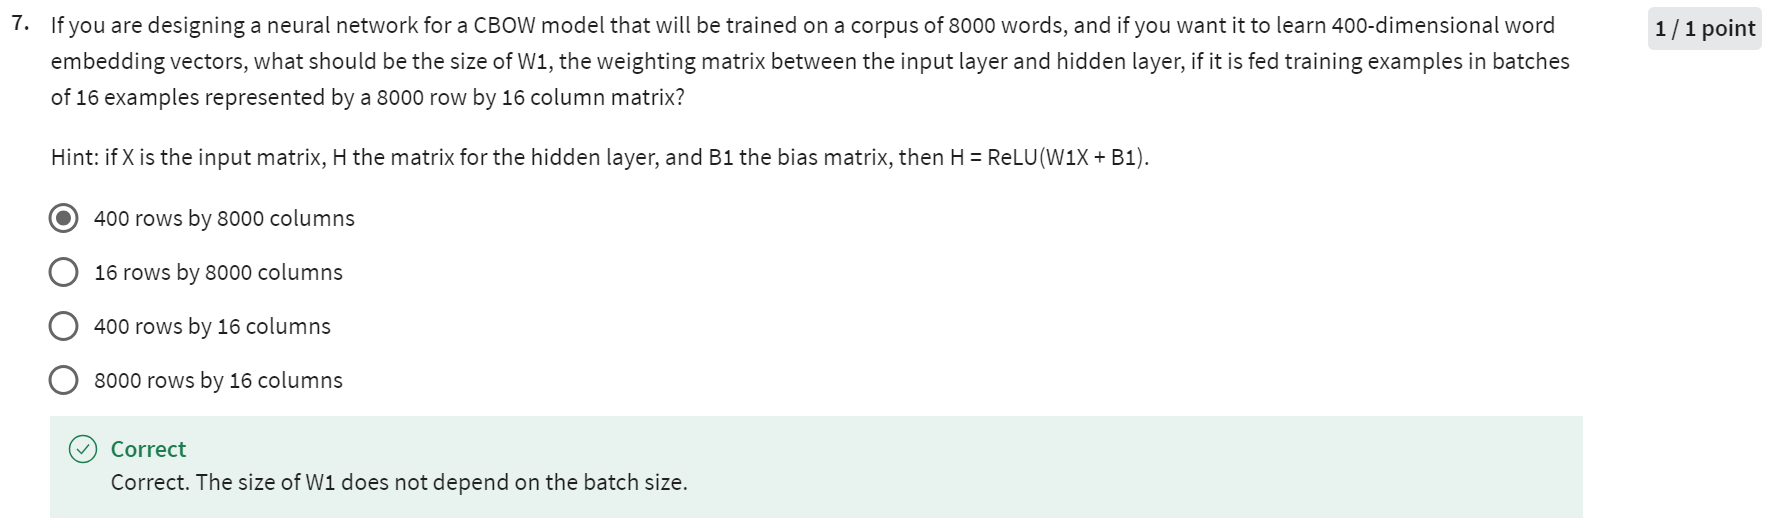 7. If you are designing a neural network for a CBOW model that will be trained on a corpus of 8000 words, and if you want it to learn 400-dimensional word
1 / 1 point
embedding vectors, what should be the size of W1, the weighting matrix between the input layer and hidden layer, if it is fed training examples in batches
of 16 examples represented by a 8000 row by 16 column matrix?
Hint: if X is the input matrix, H the matrix for the hidden layer, and B1 the bias matrix, then H = ReLU(W1X + B1).
400 rows by 8000 columns
16 rows by 8000 columns
400 rows by 16 columns
8000 rows by 16 columns
Correct
Correct. The size of W1 does not depend on the batch size.